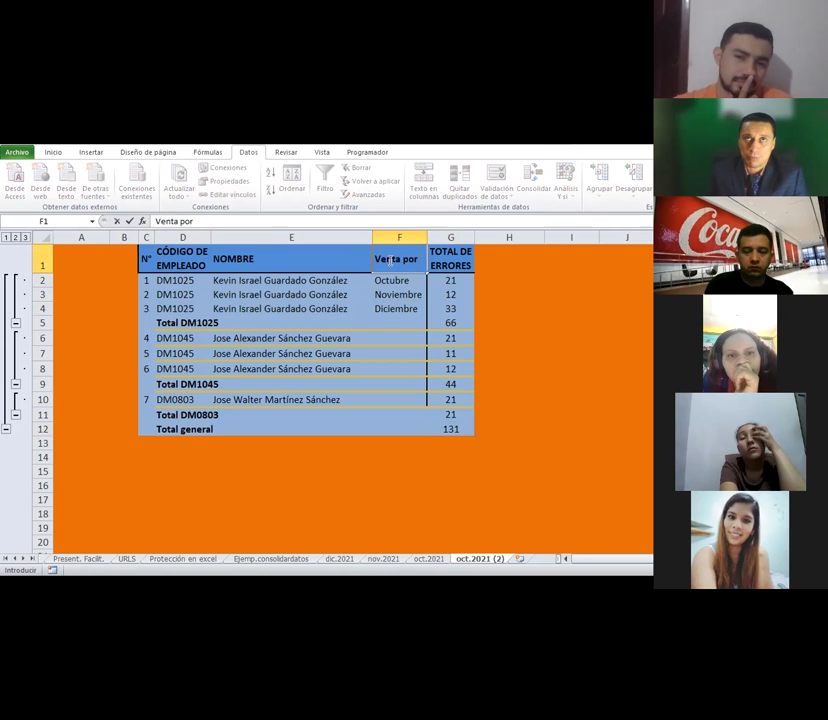 Archivo Inicio Insertar Diseño de página Fórmulas Datos Revisar Vista Programador
Desde Access
Desde web
Desde texto
De otras fuentes
Conexiones existentes
Obtener datos externos
Actualizar todo
Conexiones
Propiedades
Editar vínculos
Conexiones
Ordenar
Filtro
Borrar
Volver a aplicar
Avanzadas
Ordenar y filtrar
Texto en columnas
Quitar duplicados
Validación de datos
Consolidar
Análisis Y si
Herramientas de datos
Agrupar
Desagrupar
Es
F1 fx Venta por
1 2 3 A B C D E F G H I J
1 N° CÓDIGO DE EMPLEADO NOMBRE Venta por TOTAL DE ERRORES
2 1 DM1025 Kevin Israel Guardado González Octubre 21
3 2 DM1025 Kevin Israel Guardado González Noviembre 12
4 3 DM1025 Kevin Israel Guardado González Diciembre 33
5 Total DM1025 66
6 4 DM1045 Jose Alexander Sánchez Guevara 21
7 5 DM1045 Jose Alexander Sánchez Guevara 11
8 6 DM1045 Jose Alexander Sánchez Guevara 12
9 Total DM1045 44
10 7 DM0803 Jose Walter Martínez Sánchez 21
11 Total DM0803 21
12 Total general 131
13
14
15
16
17
18
19
20
Present. Facilit. URLS Protección en excel Ejemp.consolidardatos dic.2021 nov.2021 oct.2021 oct.2021 (2)
Introducir
Coca